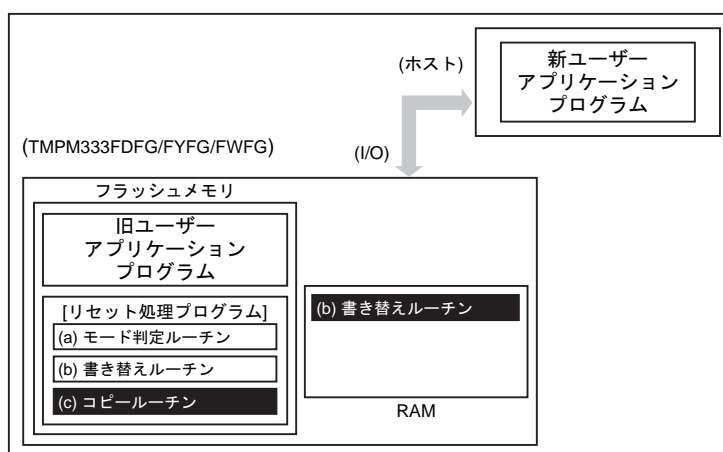 (ホスト)
新ユーザー
アプリケーション
プログラム
(TMPM333FDFG/FYFG/FWFG)
(I/O)
フラッシュメモリ
旧ユーザー
アプリケーション
プログラム
[リセット処理プログラム]
(a) モード判定ルーチン
(b) 書き替えルーチン
(c) コピールーチン
(b) 書き替えルーチン
RAM